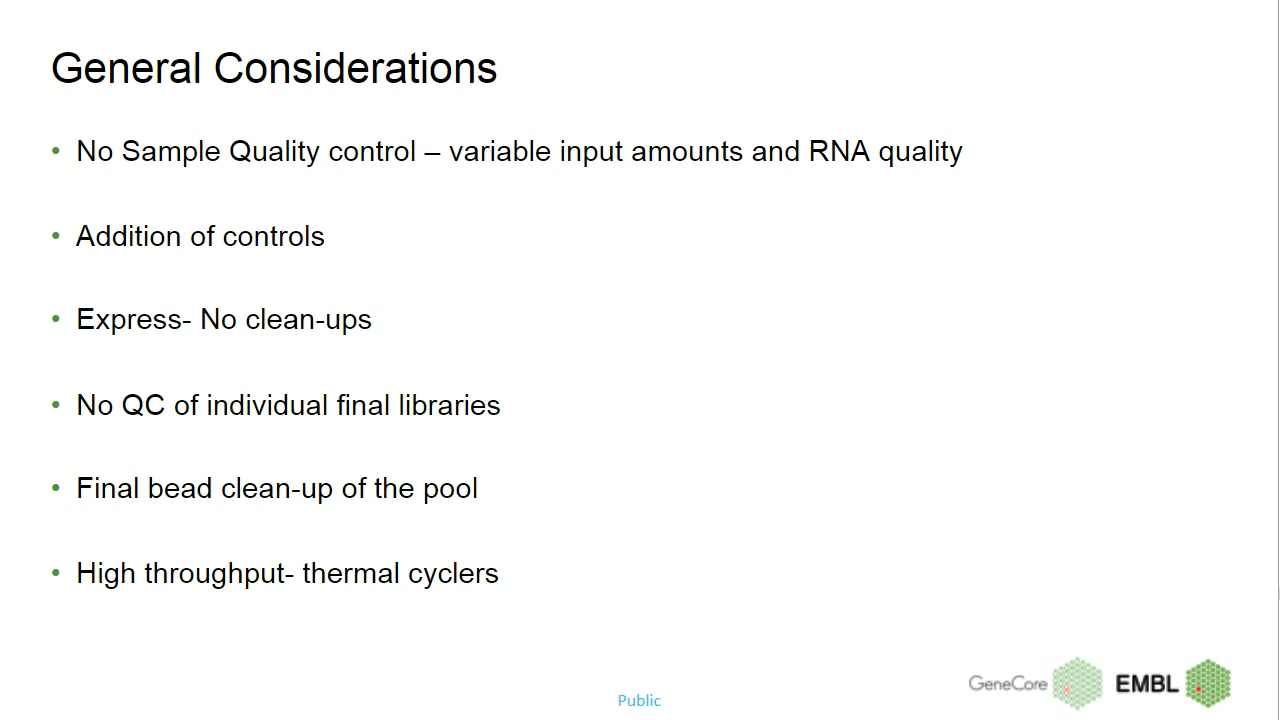 General Considerations
• No Sample Quality control – variable input amounts and RNA quality
• Addition of controls
• Express- No clean-ups
• No QC of individual final libraries
• Final bead clean-up of the pool
• High throughput- thermal cyclers
GeneCore EMBL
Public